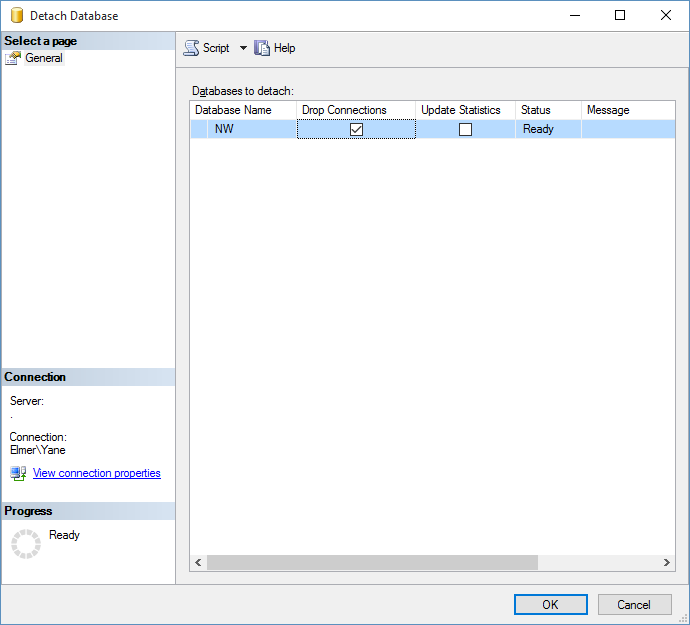 Detach Database
Select a page
General
Script
Help
Databases to detach:
Database Name Drop Connections Update Statistics Status Message
NW Ready
Connection
Server:
.
Connection:
Elmer\Yane
View connection properties
Progress
Ready
OK Cancel